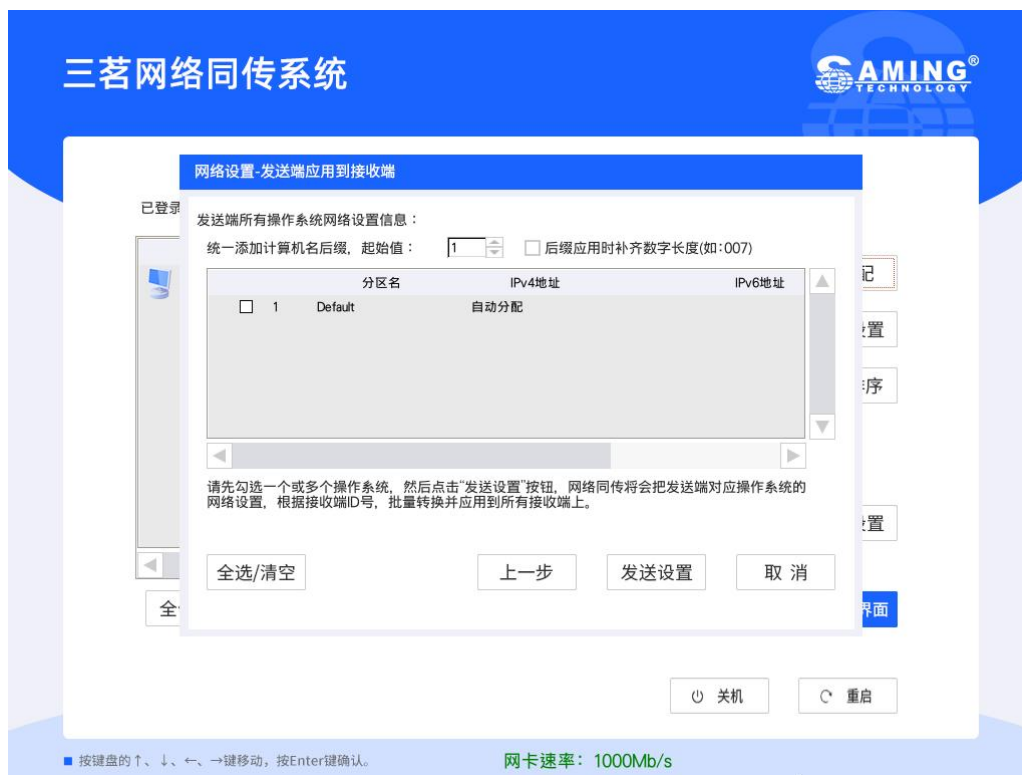 三茗网络同传系统
SAMING®
TECHNOLOGY
网络设置-发送端应用到接收端
已登录
发送端所有操作系统网络设置信息：
统一添加计算机名后缀，起始值： 1 后缀应用时补齐数字长度(如:007)
分区名 IPv4地址 IPv6地址
1 Default 自动分配
配
置
序
请先勾选一个或多个操作系统，然后点击“发送设置”按钮，网络同传将会把发送端对应操作系统的
网络设置，根据接收端ID号，批量转换并应用到所有接收端上。
置
全选/清空 上一步 发送设置 取 消
全 界面
关机 重启
按键盘的↑、↓、←、→键移动，按Enter键确认。 网卡速率：1000Mb/s